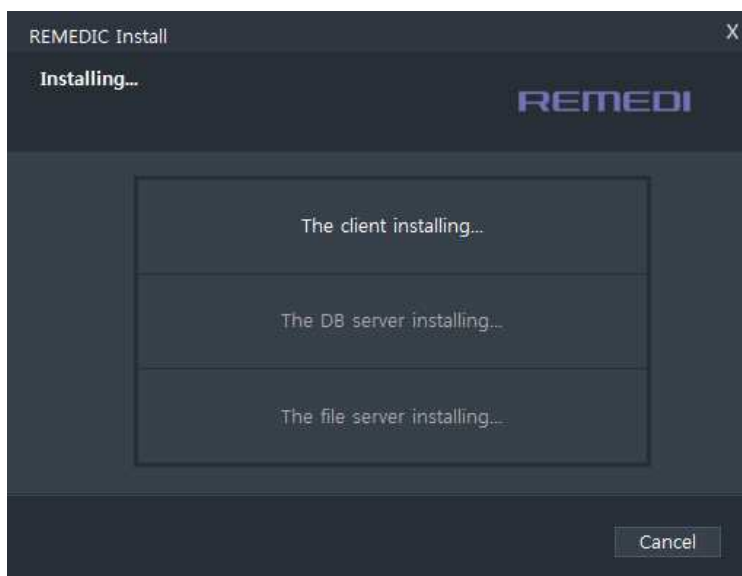 REMEDIC Install
X
Installing...
REMEDI
The client installing...
The DB server installing...
The file server installing...
Cancel